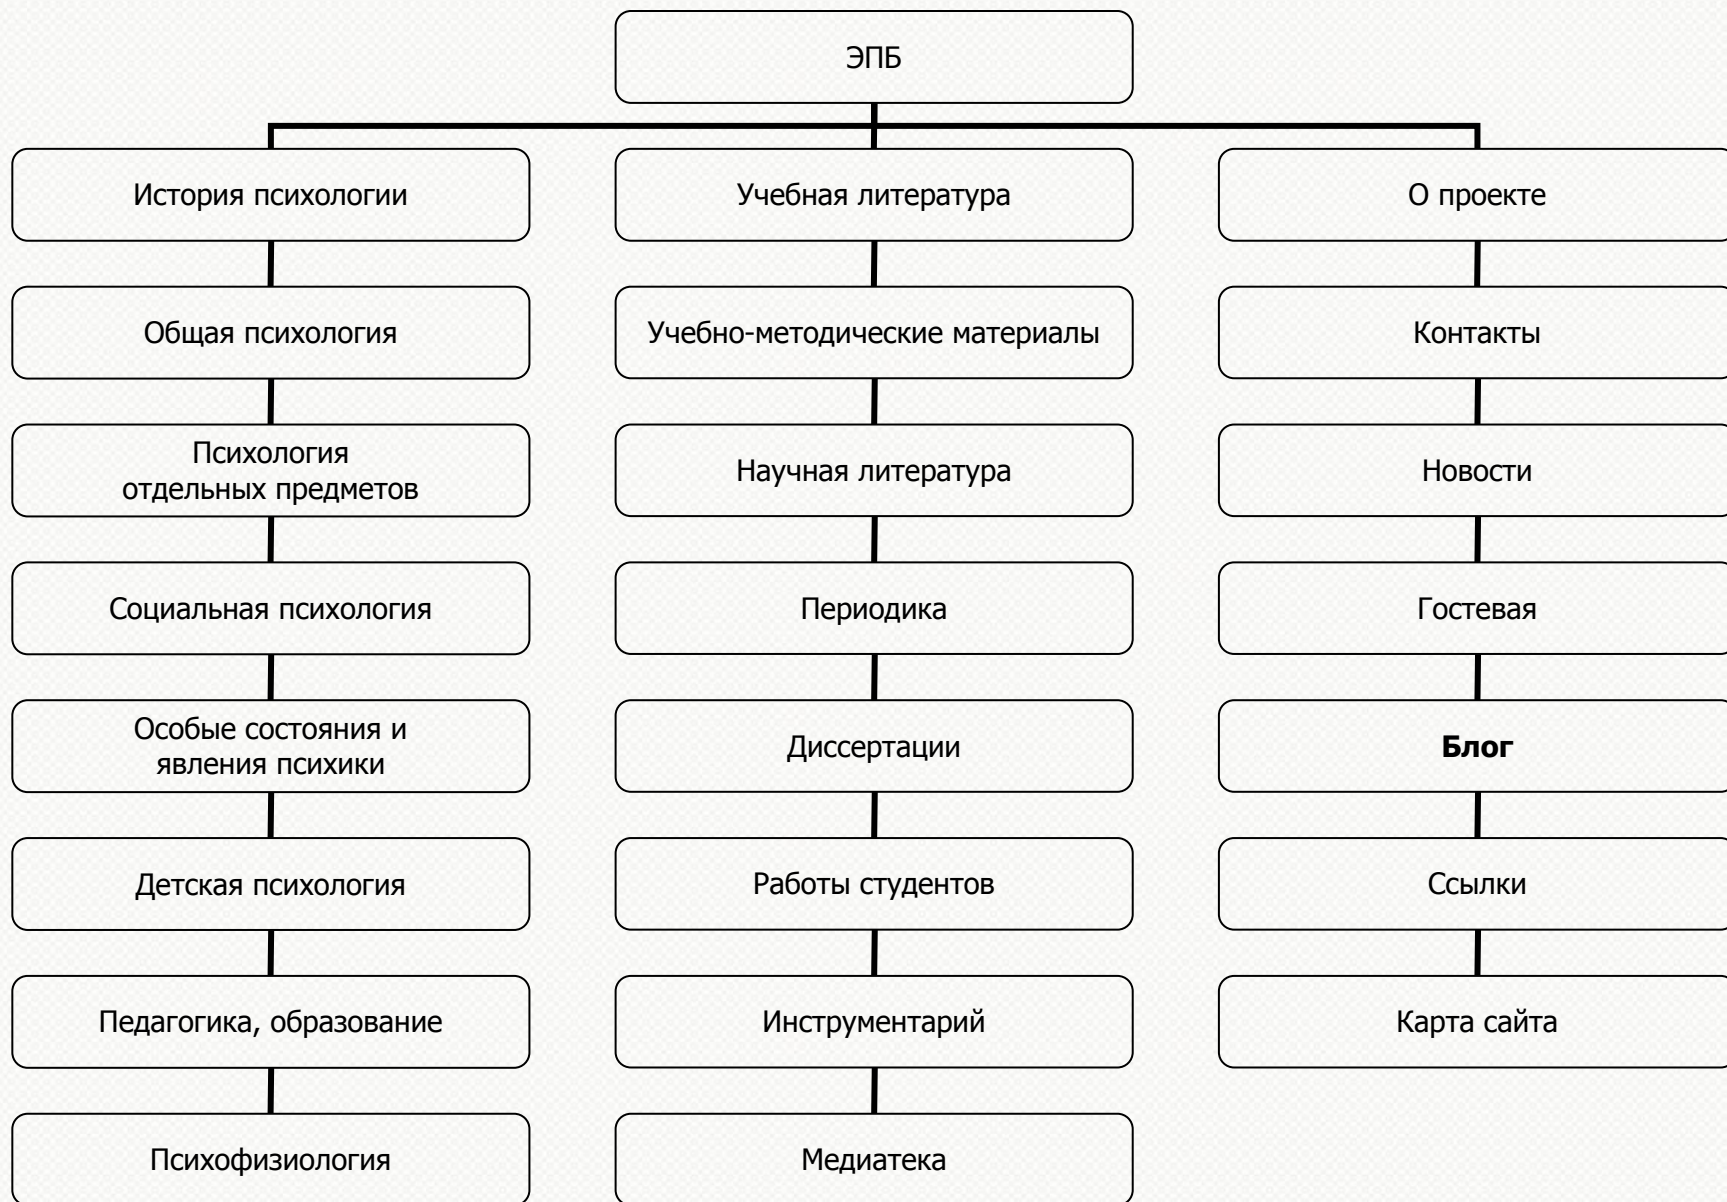 ЭПБ
История психологии
Общая психология
Психология
отдельных предметов
Социальная психология
Особые состояния и
явления психики
Детская психология
Педагогика, образование
Психофизиология
Учебная литература
Учебно-методические материалы
Научная литература
Периодика
Диссертации
Работы студентов
Инструментарий
Медиатека
О проекте
Контакты
Новости
Гостевая
Блог
Ссылки
Карта сайта